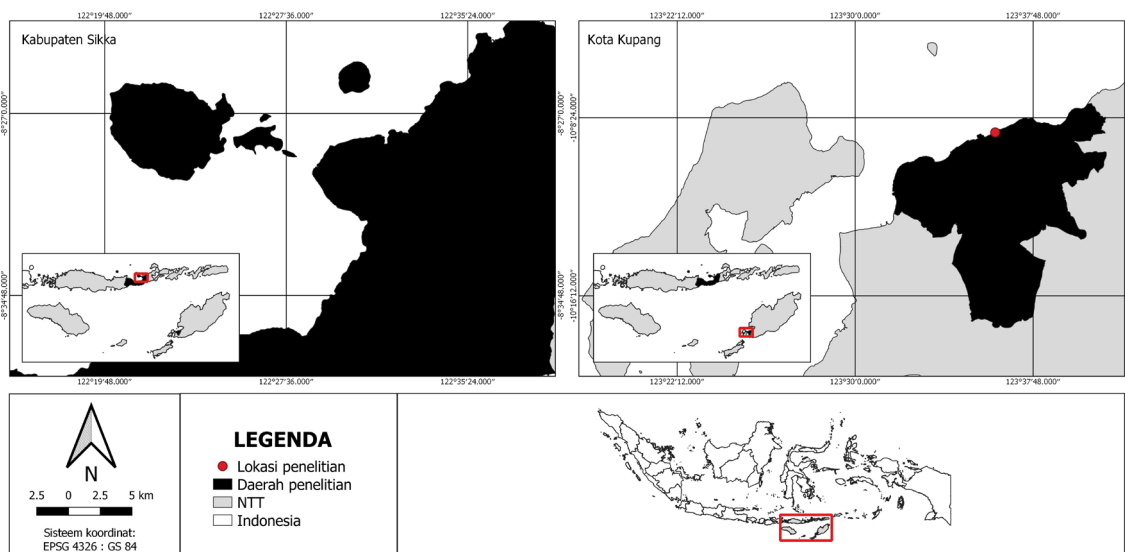 122°19'48.000"
122°27'36.000"
122°35'24.000"
123°22'12.000"
123°30'0.000"
123°37'48.000"
Kabupaten Sikka
Kota Kupang
-8°27'0.000"
-8°27'0.000"
-10°8'24.000"
-8°34'48.000"
-8°34'48.000"
-10°16'12.000"
122°19'48.000"
122°27'36.000"
122°35'24.000"
123°22'12.000"
123°30'0.000"
123°37'48.000"
N
2.5 0 2.5 5 km
Sisteem koordinat:
EPSG 4326 : GS 84
LEGENDA
Lokasi penelitian
Daerah penelitian
NTT
Indonesia